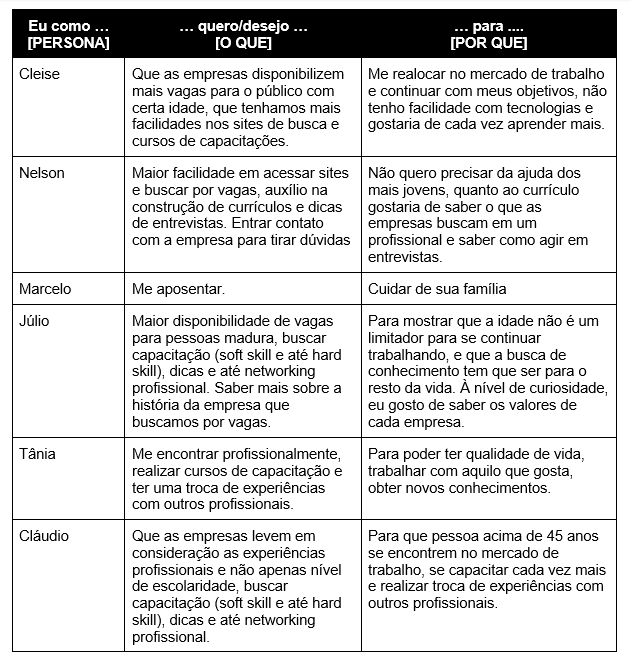 Eu como …
[PERSONA]
… quero/desejo …
[O QUE]
… para ....
[POR QUE]
Cleise
Que as empresas disponibilizem
mais vagas para o público com
certa idade, que tenhamos mais
facilidades nos sites de busca e
cursos de capacitações.
Me realocar no mercado de trabalho
e continuar com meus objetivos, não
tenho facilidade com tecnologias e
gostaria de cada vez aprender mais.
Nelson
Maior facilidade em acessar sites
e buscar por vagas, auxílio na
construção de currículos e dicas
de entrevistas. Entrar contato
com a empresa para tirar dúvidas
Não quero precisar da ajuda dos
mais jovens, quanto ao currículo
gostaria de saber o que as
empresas buscam em um
profissional e saber como agir em
entrevistas.
Marcelo
Me aposentar.
Cuidar de sua família
Júlio
Maior disponibilidade de vagas
para pessoas madura, buscar
capacitação (soft skill e até hard
skill), dicas e até networking
profissional. Saber mais sobre a
história da empresa que
buscamos por vagas.
Para mostrar que a idade não é um
limitador para se continuar
trabalhando, e que a busca de
conhecimento tem que ser para o
resto da vida. À nível de curiosidade,
eu gosto de saber os valores de
cada empresa.
Tânia
Me encontrar profissionalmente,
realizar cursos de capacitação e
ter uma troca de experiências
com outros profissionais.
Para poder ter qualidade de vida,
trabalhar com aquilo que gosta,
obter novos conhecimentos.
Cláudio
Que as empresas levem em
consideração as experiências
profissionais e não apenas nível
de escolaridade, buscar
capacitação (soft skill e até hard
skill), dicas e até networking
profissional.
Para que pessoa acima de 45 anos
se encontrem no mercado de
trabalho, se capacitar cada vez mais
e realizar troca de experiências com
outros profissionais.